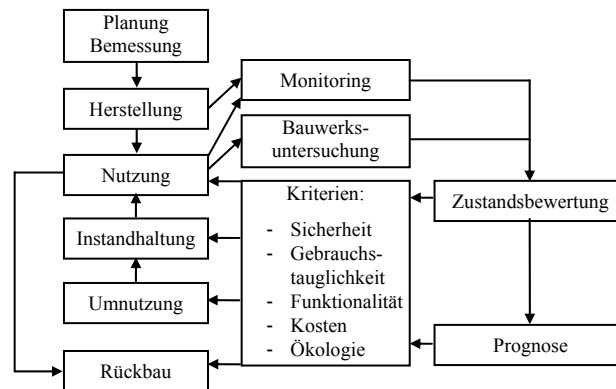 Planung
Bemessung
Herstellung
Nutzung
Instandhaltung
Umnutzung
Rückbau
Monitoring
Bauwerks-
untersuchung
Kriterien:
- Sicherheit
- Gebrauchs-
tauglichkeit
- Funktionalität
- Kosten
- Ökologie
Zustandsbewertung
Prognose